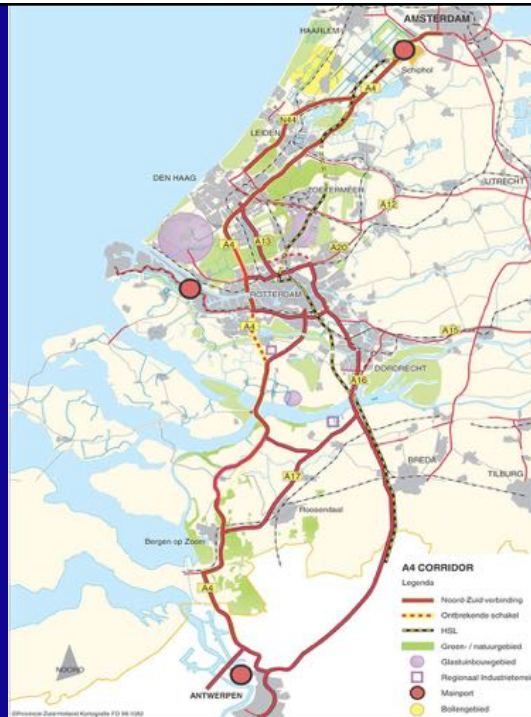 AMSTERDAM
HAARLEM
Schiphol
A4
N44
LEIDEN
DEN HAAG
ZOETERMEER
UTRECHT
A12
A4
A13
A20
ROTTERDAM
A4
A15
DORDRECHT
A16
BREDA
TILBURG
A17
Roosendaal
Bergen op Zoom
A4
ANTWERPEN
NOORD
A4 CORRIDOR
Legenda
Noord-Zuid verbinding
Ontbrekende schakel
HSL
Groen- / natuurgebied
Glastuinbouwgebied
Regionaal Industrieterrei
Mainport
Bollengebied